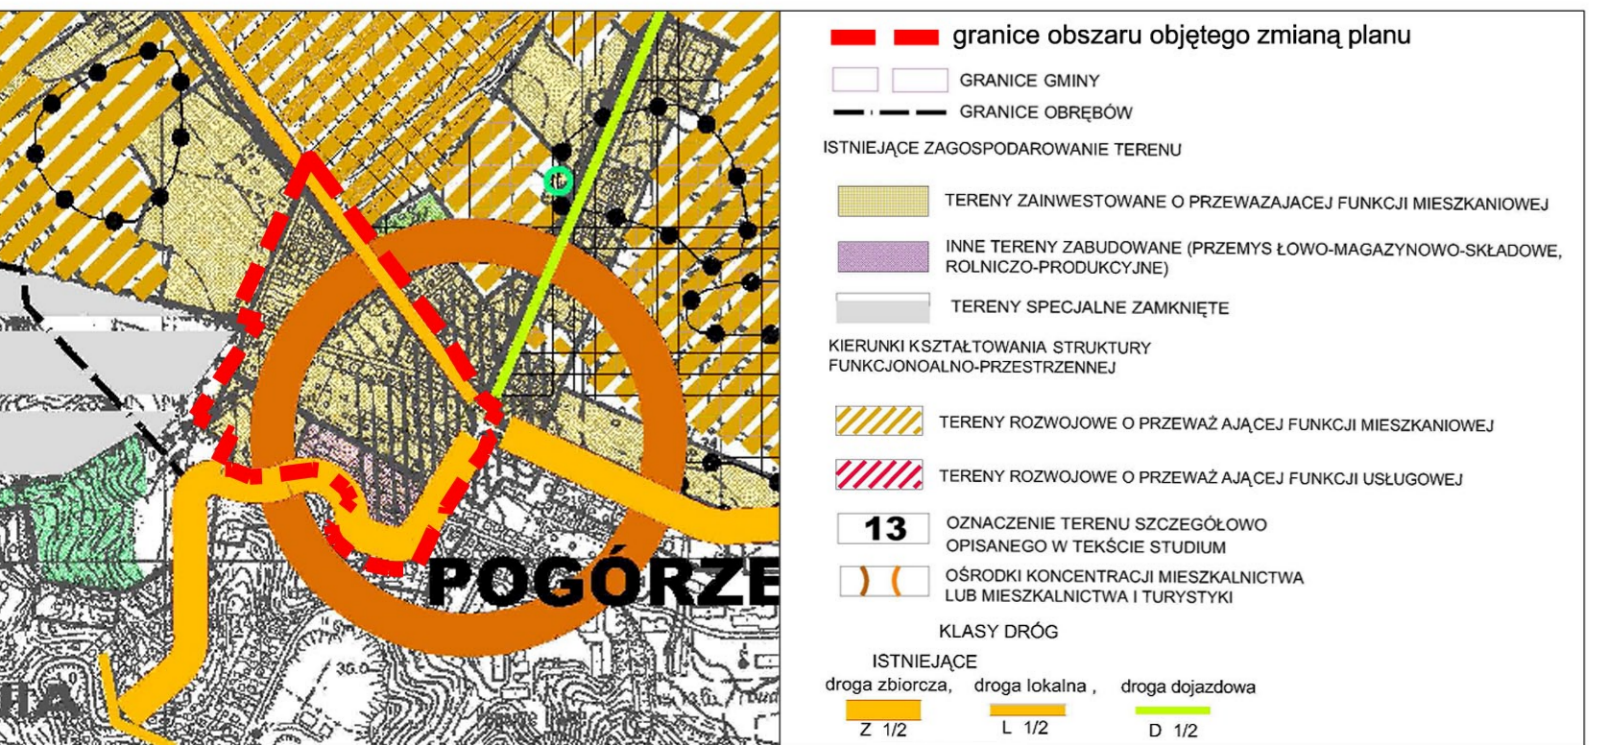 POGÓRZE
granice obszaru objętego zmianą planu
GRANICE GMINY
GRANICE OBRĘBÓW
ISTNIEJĄCE ZAGOSPODAROWANIE TERENU
TERENY ZAINWESTOWANE O PRZEWAZAJACEJ FUNKCJI MIESZKANIOWEJ
INNE TERENY ZABUDOWANE (PRZEMYS ŁOWO-MAGAZYNOWO-SKŁADOWE,
ROLNICZO-PRODUKCYJNE)
TERENY SPECJALNE ZAMKNIĘTE
KIERUNKI KSZTAŁTOWANIA STRUKTURY
FUNKCJONOALNO-PRZESTRZENNEJ
TERENY ROZWOJOWE O PRZEWAŻ AJĄCEJ FUNKCJI MIESZKANIOWEJ
TERENY ROZWOJOWE O PRZEWAŻ AJĄCEJ FUNKCJI USŁUGOWEJ
13 OZNACZENIE TERENU SZCZEGÓŁOWO
OPISANEGO W TEKŚCIE STUDIUM
OŚRODKI KONCENTRACJI MIESZKALNICTWA
LUB MIESZKALNICTWA I TURYSTYKI
KLASY DRÓG
ISTNIEJĄCE
droga zbiorcza, droga lokalna , droga dojazdowa
Z 1/2 L 1/2 D 1/2